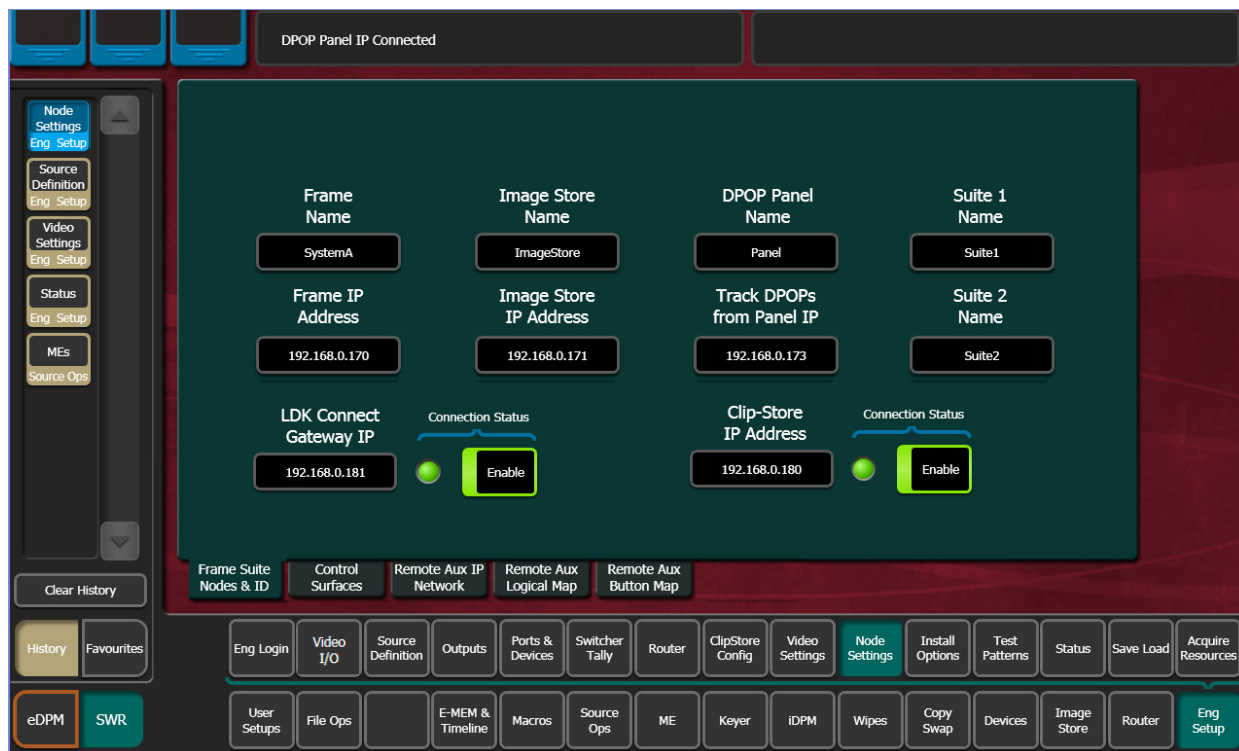 DPOP Panel IP Connected
Node
Settings
Eng Setup
Source
Definition
Eng Setup
Video
Settings
Eng Setup
Status
Eng Setup
MEs
Source Ops
Clear History
History
Favourites
eDPM
SWR
Frame
Name
SystemA
Image Store
Name
ImageStore
DPOP Panel
Name
Panel
Suite 1
Name
Suite1
Frame IP
Address
192.168.0.170
Image Store
IP Address
192.168.0.171
Track DPOPs
from Panel IP
192.168.0.173
Suite 2
Name
Suite2
LDK Connect
Gateway IP
192.168.0.181
Connection Status
Enable
Clip-Store
IP Address
192.168.0.180
Connection Status
Enable
Frame Suite
Nodes & ID
Control
Surfaces
Remote Aux IP
Network
Remote Aux
Logical Map
Remote Aux
Button Map
Eng Login
Video
I/O
Source
Definition
Outputs
Ports &
Devices
Switcher
Tally
Router
ClipStore
Config
Video
Settings
Node
Settings
Install
Options
Test
Patterns
Status
Save Load
Acquire
Resources
User
Setups
File Ops
E-MEM &
Timeline
Macros
Source
Ops
ME
Keyer
iDPM
Wipes
Copy
Swap
Devices
Image
Store
Router
Eng
Setup